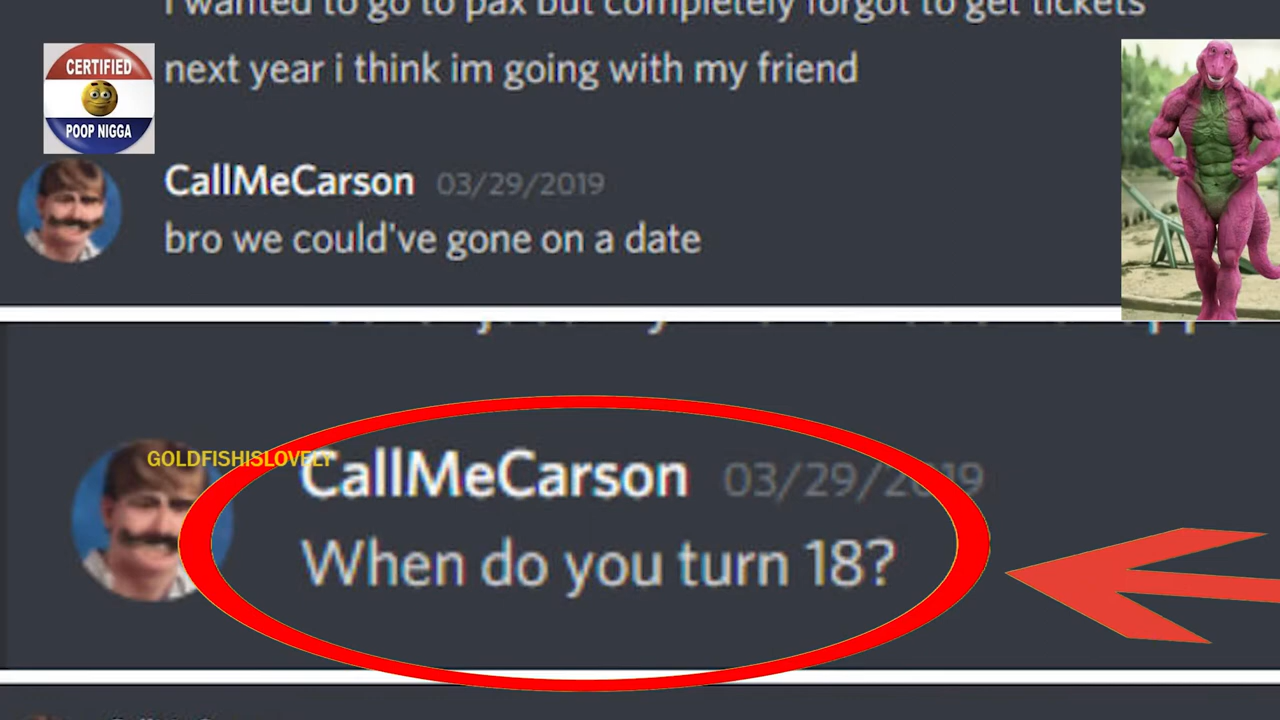 i wanted to go to pax but completely forgot to get tickets
next year i think im going with my friend
CERTIFIED
POOP NIGGA
CallMeCarson 03/29/2019
bro we could've gone on a date
GOLDFISHISLOVELY
CallMeCarson 03/29/2019
When do you turn 18?